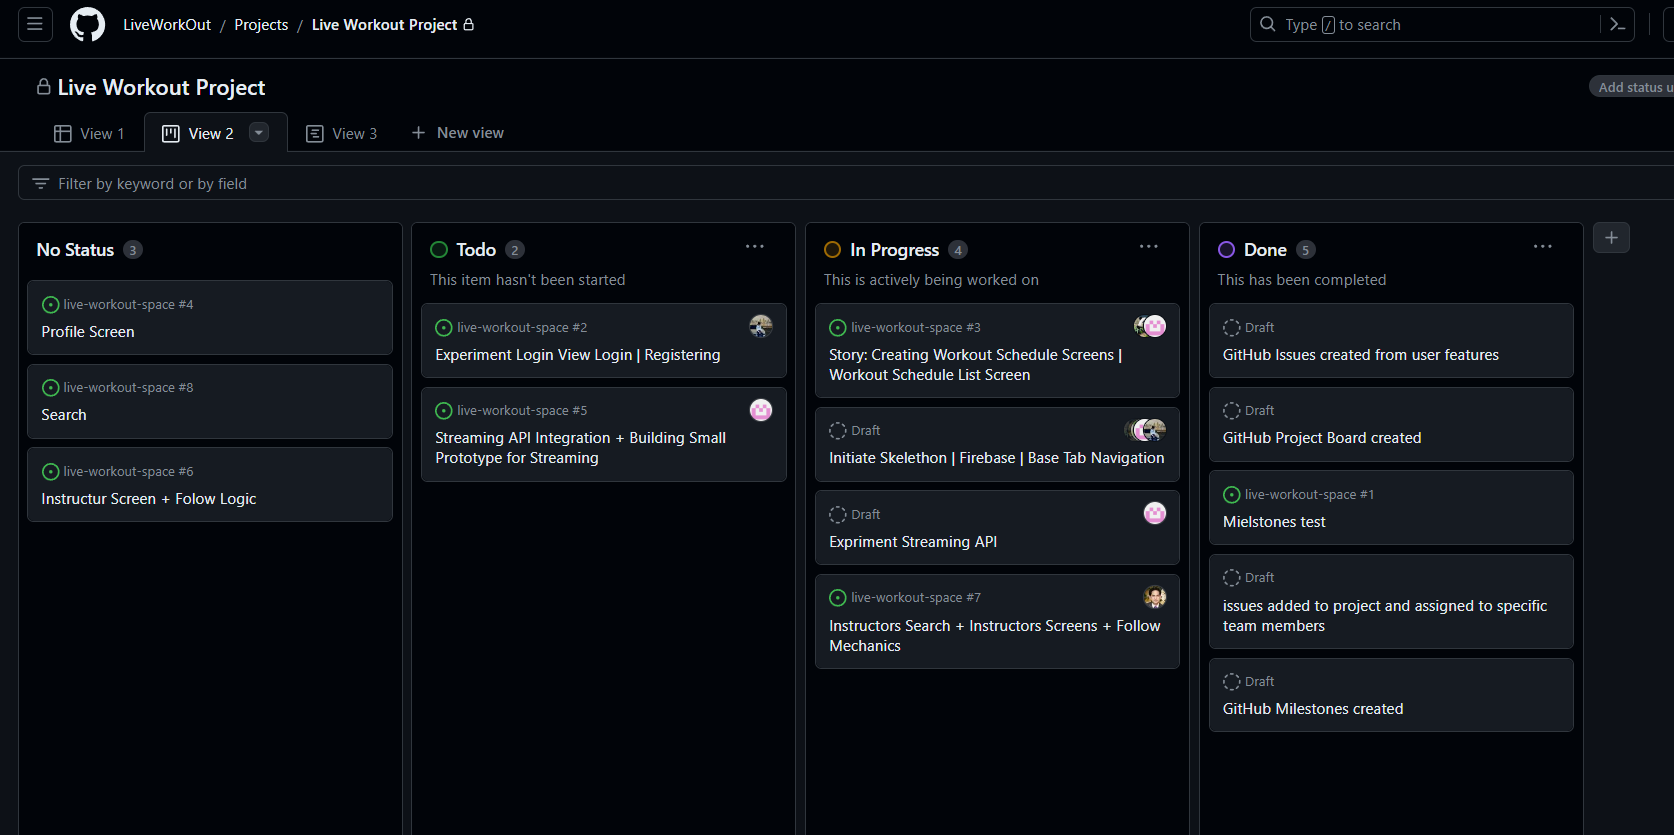 LiveWorkOut / Projects / Live Workout Project
Type / to search
Live Workout Project
Add status u
View 1
View 2
View 3
New view
Filter by keyword or by field
No Status 3
live-workout-space #4
Profile Screen
live-workout-space #8
Search
live-workout-space #6
Instructur Screen + Folow Logic
Todo 2
This item hasn't been started
live-workout-space #2
Experiment Login View Login | Registering
live-workout-space #5
Streaming API Integration + Building Small
Prototype for Streaming
In Progress 4
This is actively being worked on
live-workout-space #3
Story: Creating Workout Schedule Screens |
Workout Schedule List Screen
Draft
Initiate Skelethon | Firebase | Base Tab Navigation
Draft
Expriment Streaming API
live-workout-space #7
Instructors Search + Instructors Screens + Follow
Mechanics
Done 5
This has been completed
Draft
GitHub Issues created from user features
Draft
GitHub Project Board created
live-workout-space #1
Mielstones test
Draft
issues added to project and assigned to specific
team members
Draft
GitHub Milestones created